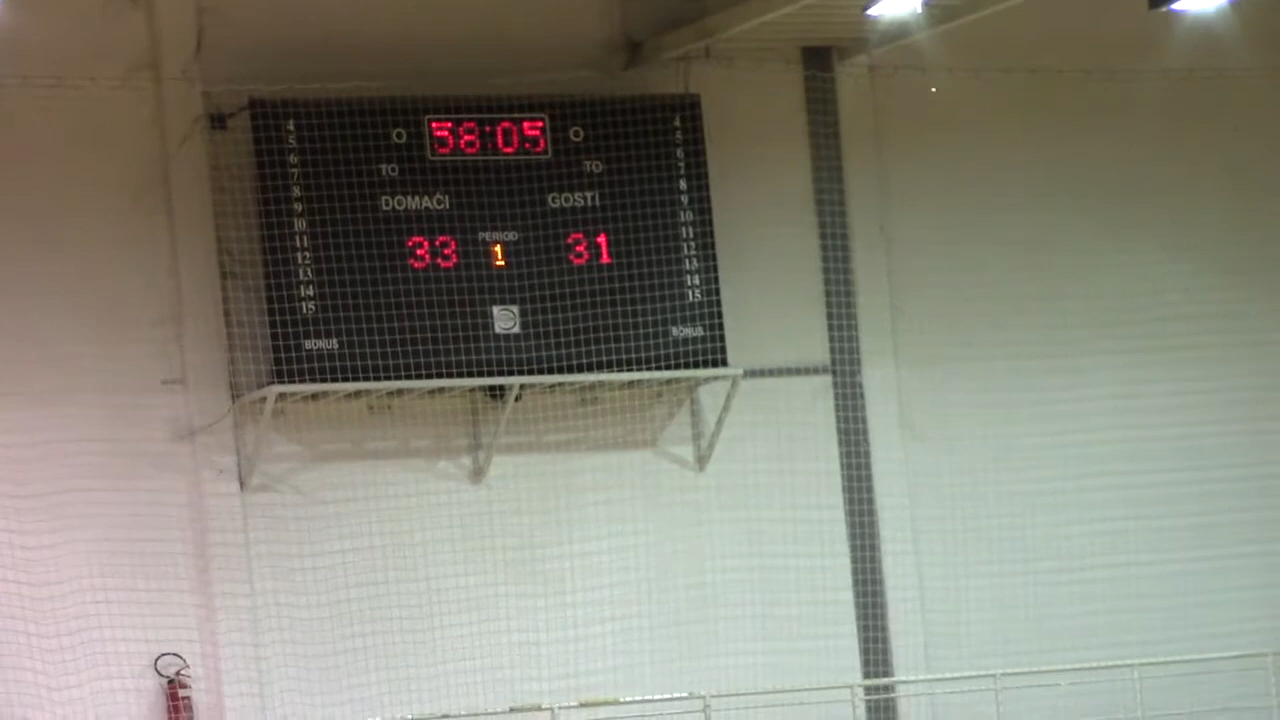 58:05
TO TO
DOMAĆI GOSTI
PERIOD
33 1 31
4 4
5 5
6 6
7 7
8 8
9 9
10 10
11 11
12 12
13 13
14 14
15 15
BONUS BONUS